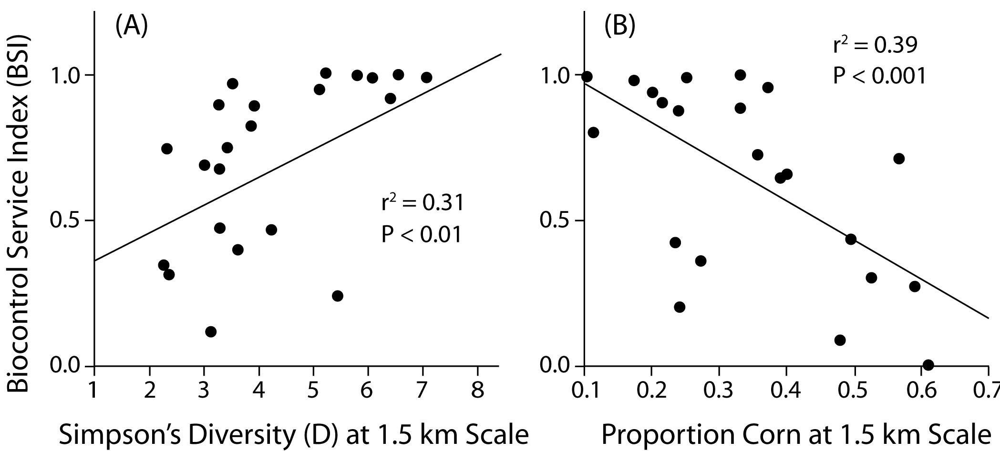 Biocontrol Service Index (BSI)
(A)
1.0
0.5
0.0
r² = 0.31
P < 0.01
1 2 3 4 5 6 7 8
Simpson's Diversity (D) at 1.5 km Scale
(B)
r² = 0.39
P < 0.001
1.0
0.5
0.0
0.1 0.2 0.3 0.4 0.5 0.6 0.7
Proportion Corn at 1.5 km Scale